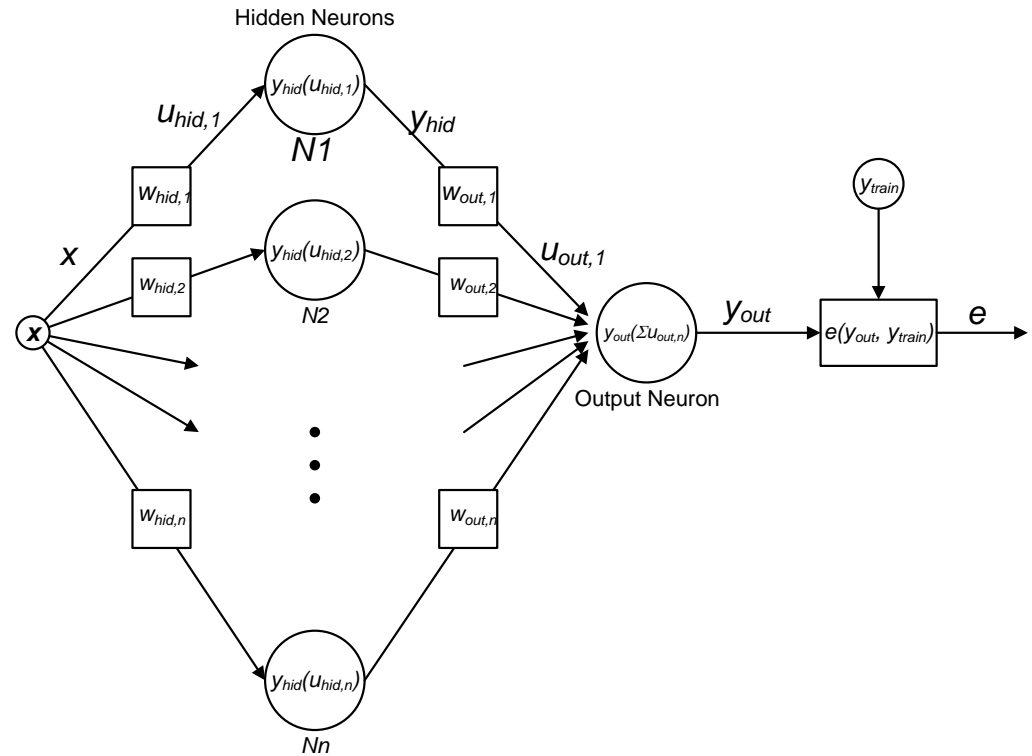 Hidden Neurons
y_hid(u_hid,1)
u_hid,1
y_hid
N1
w_hid,1
w_out,1
y_train
y_hid(u_hid,2)
x
u_out,1
w_hid,2
w_out,2
N2
x
y_out(Σu_out,n)
y_out
e(y_out, y_train)
e
Output Neuron
w_hid,n
w_out,n
y_hid(u_hid,n)
Nn